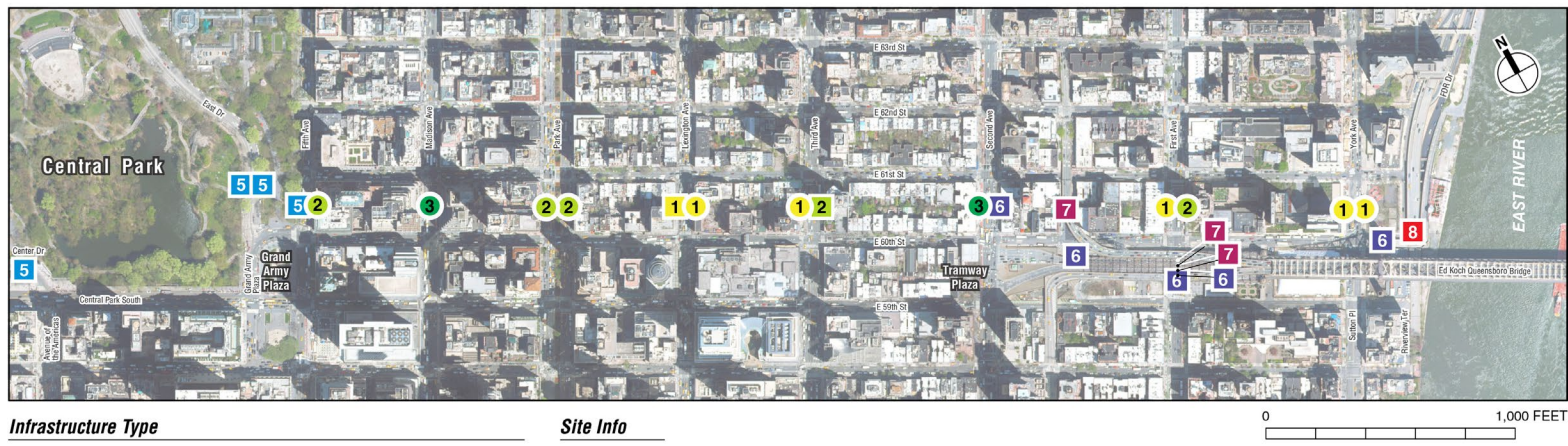 E 63rd St
N
FDR Dr
East Dr
Fifth Ave
Madison Ave
Park Ave
Lexington Ave
E 62nd St
Third Ave
Second Ave
First Ave
York Ave
Central Park
E 61st St
5 5
5 2
3
2 2
1 1
1 2
3 6
7
1 2
1 1
EAST RIVER
Center Dr
5
Grand Army
Plaza
Grand
Army
Plaza
E 60th St
Tramway
Plaza
6
7
7
6
6
6
8
Ed Koch Queensboro Bridge
Central Park South
E 59th St
Avenue of
the Americas
Sutton Pl
Riverview Ter
Infrastructure Type
Site Info
0
1,000 FEET